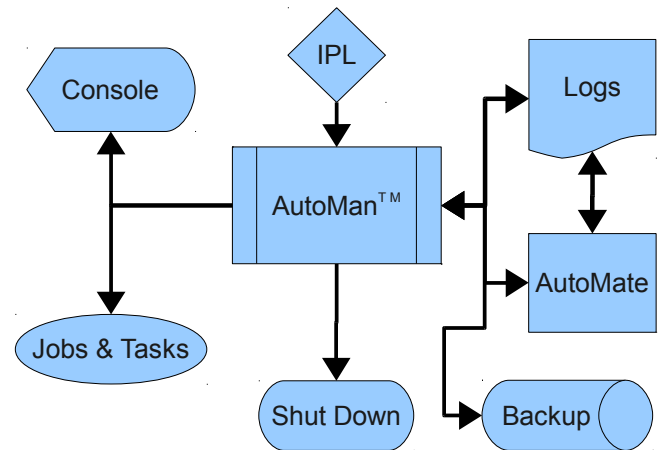 IPL
Console
Logs
AutoMan™
AutoMate
Jobs & Tasks
Shut Down
Backup